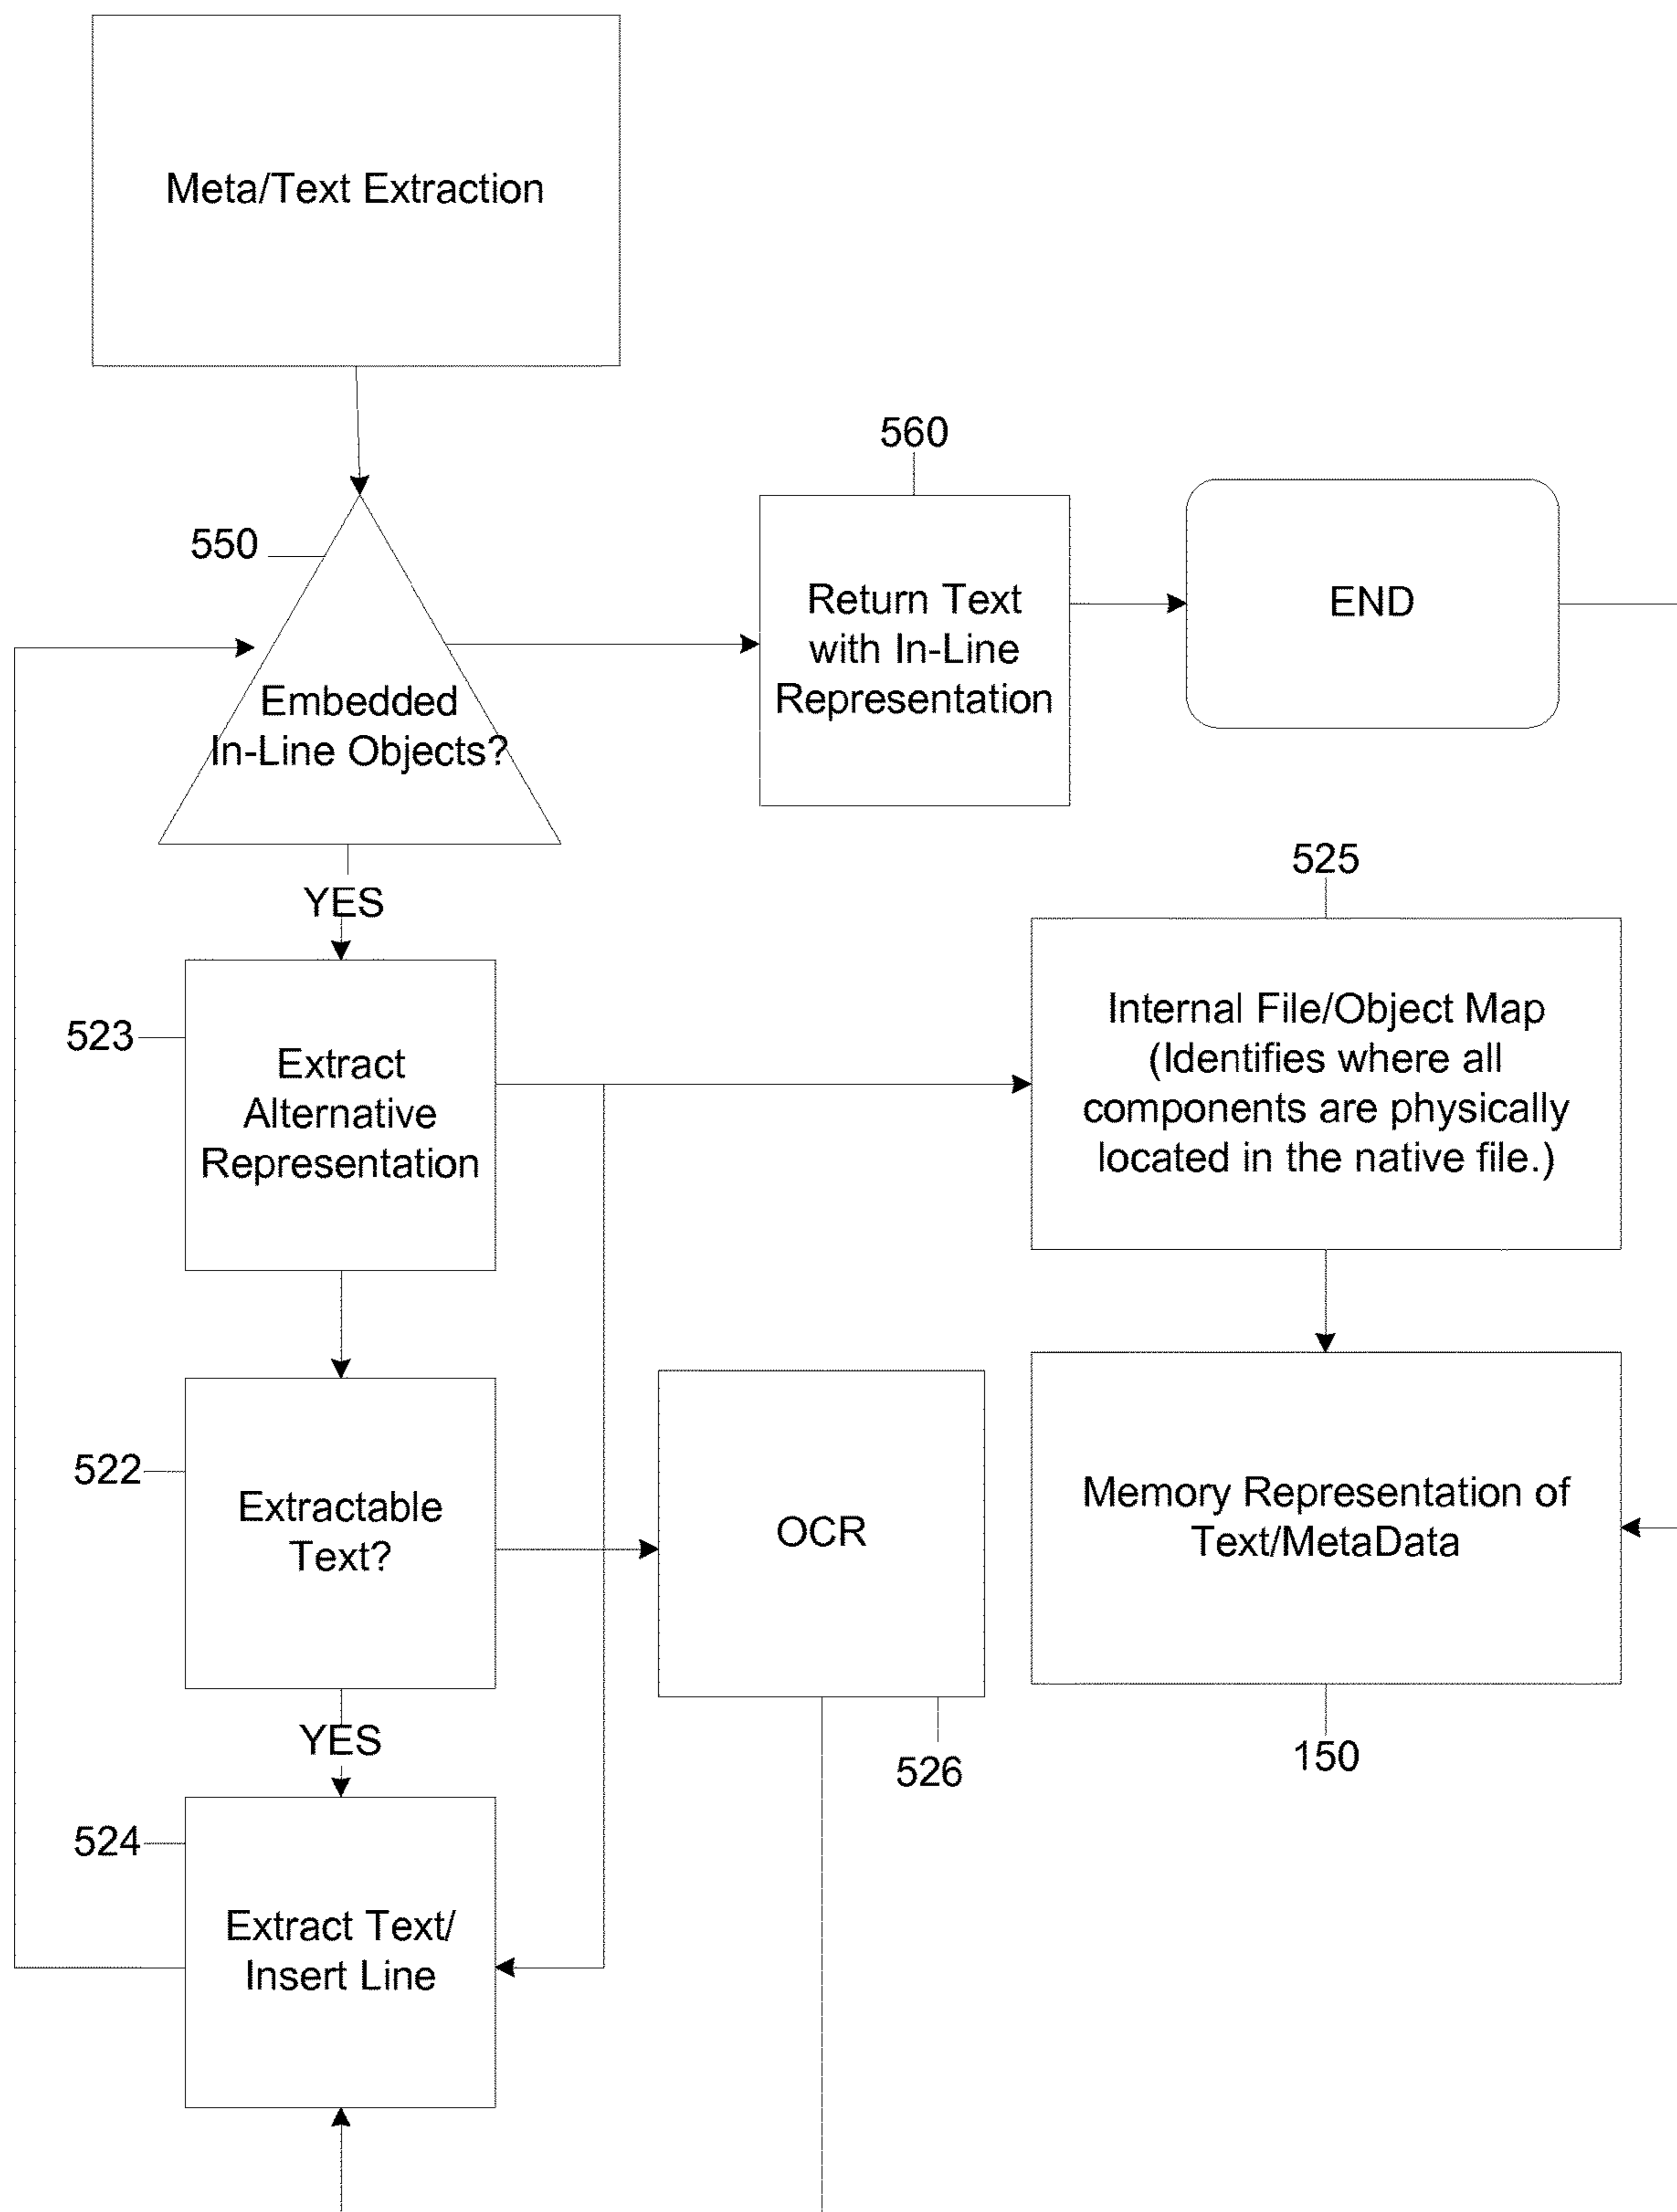 Meta/Text Extraction
560
550
Return Text
with In-Line
Representation
END
Embedded
In-Line Objects?
YES
525
523
Extract
Alternative
Representation
Internal File/Object Map
(Identifies where all
components are physically
located in the native file.)
522
Extractable
Text?
OCR
Memory Representation of
Text/MetaData
YES
526
150
524
Extract Text/
Insert Line